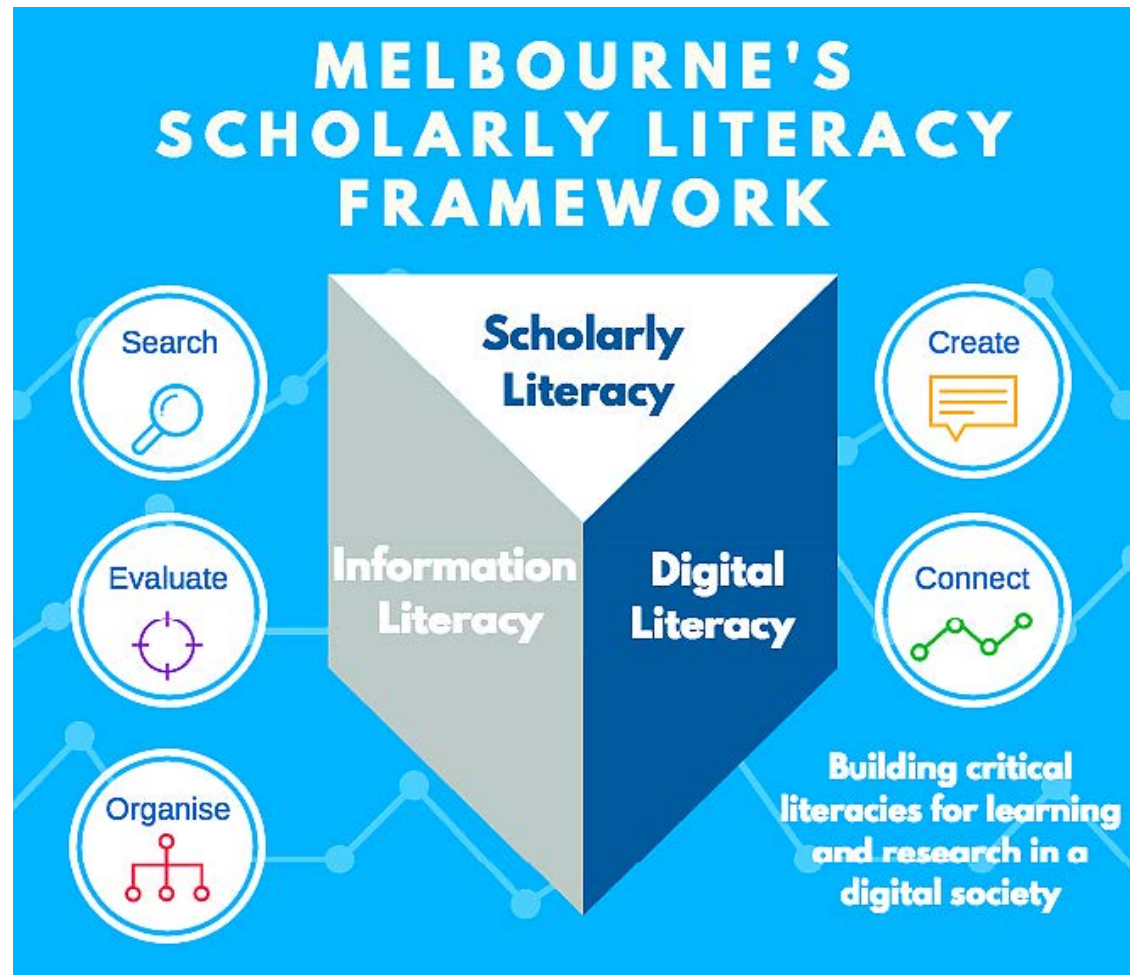 MELBOURNE'S
SCHOLARLY LITERACY
FRAMEWORK
Search
Evaluate
Organise
Scholarly
Literacy
Information
Literacy
Digital
Literacy
Create
Connect
Building critical
literacies for learning
and research in a
digital society